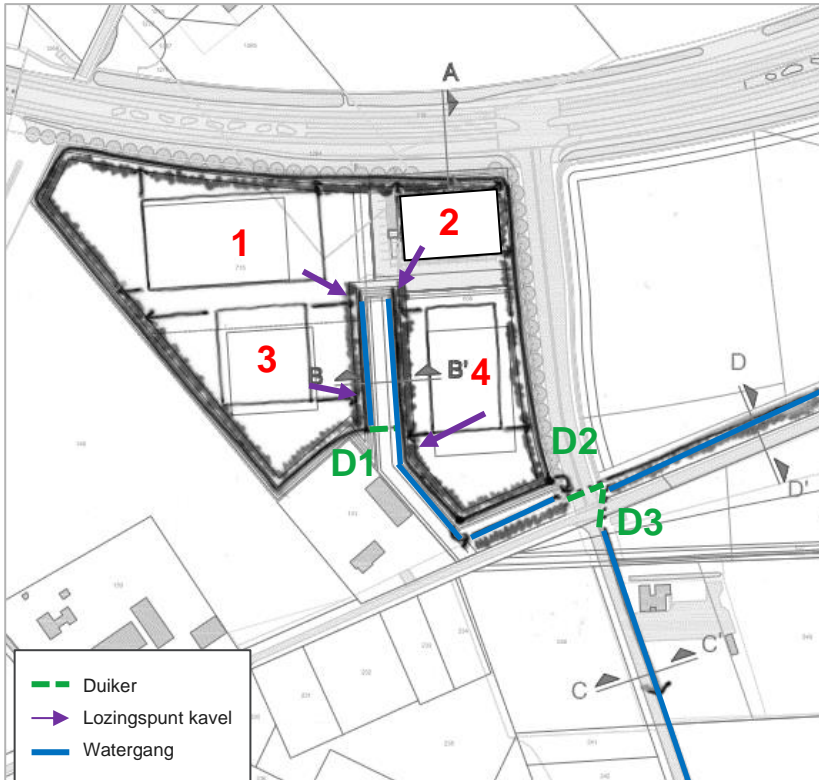 A
1
2
3
4
B
B'
D
D1
D2
D'
D3
C'
C
Duiker
Lozingspunt kavel
Watergang